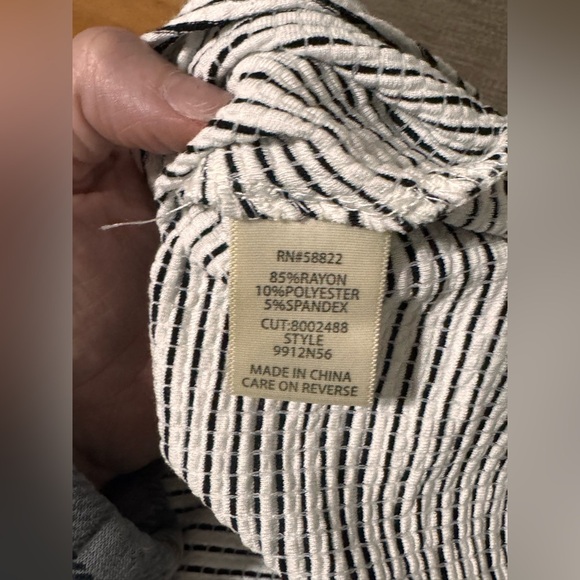 RN#58822
85%RAYON
10%POLYESTER
5%SPANDEX
CUT:8002488
STYLE
9912N56
MADE IN CHINA
CARE ON REVERSE